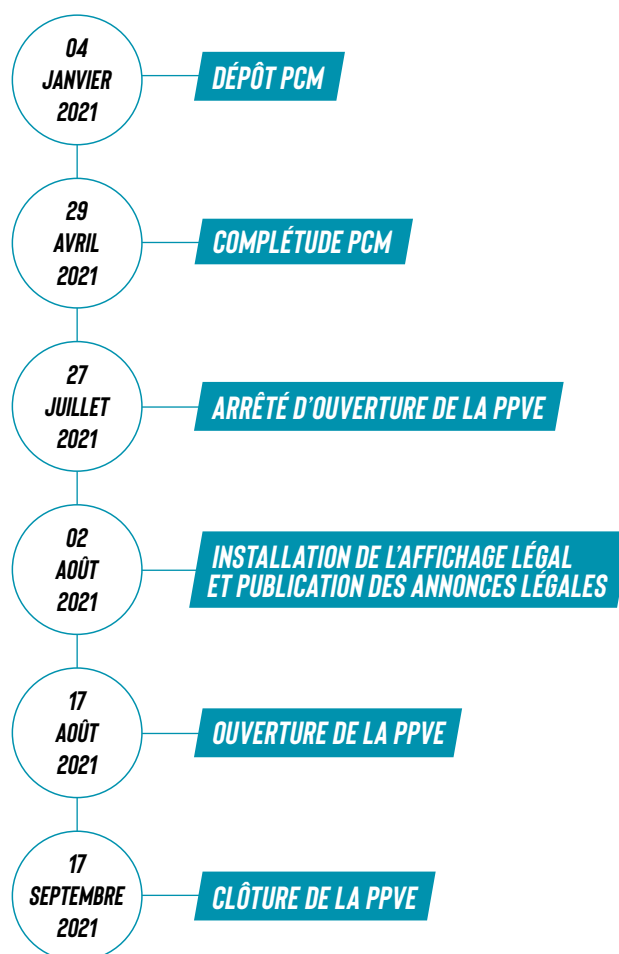 04
JANVIER
2021
DÉPÔT PCM
29
AVRIL
2021
COMPLÉTUDE PCM
27
JUILLET
2021
ARRÊTÉ D'OUVERTURE DE LA PPVE
02
AOÛT
2021
INSTALLATION DE L'AFFICHAGE LÉGAL
ET PUBLICATION DES ANNONCES LÉGALES
17
AOÛT
2021
OUVERTURE DE LA PPVE
17
SEPTEMBRE
2021
CLÔTURE DE LA PPVE